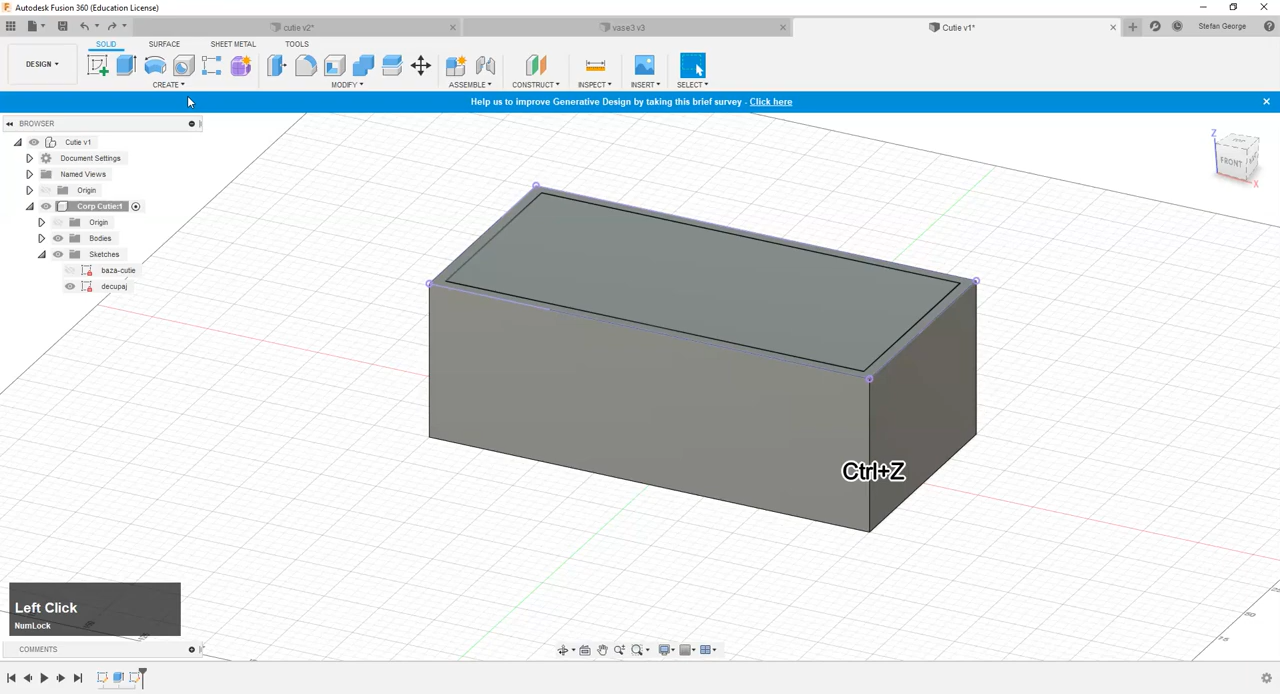 Autodesk Fusion 360 (Education License)
cutie v2*
vase3 v3
Cutie v1*
Stefan George
DESIGN
SOLID
SURFACE
SHEET METAL
TOOLS
CREATE
MODIFY
ASSEMBLE
CONSTRUCT
INSPECT
INSERT
SELECT
Help us to improve Generative Design by taking this brief survey - Click here
BROWSER
Cutie v1
Document Settings
Named Views
Origin
Corp Cutie:1
Origin
Bodies
Sketches
baza-cutie
decupaj
Z
FRONT
X
Ctrl+Z
Left Click
NumLock
50
COMMENTS